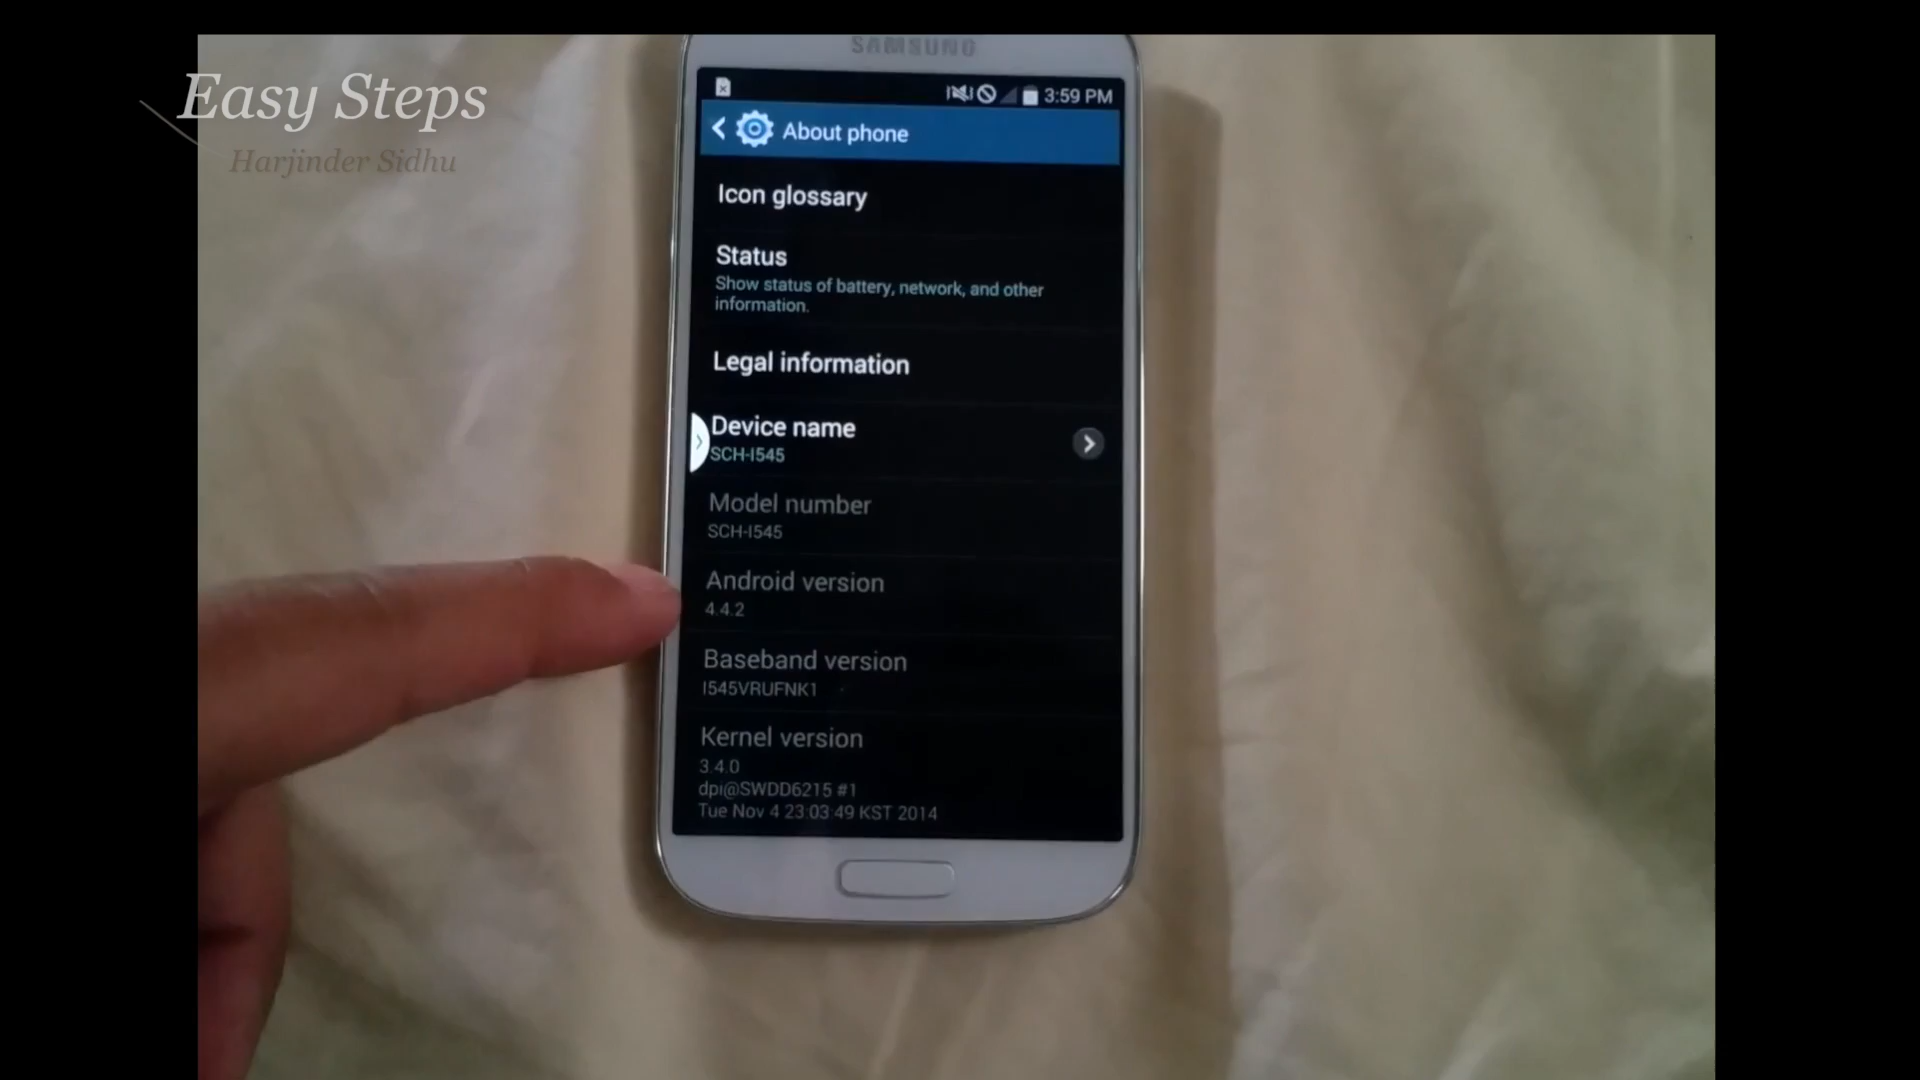 Easy Steps
Harjinder Sidhu
SAMSUNG
3:59 PM
About phone
Icon glossary
Status
Show status of battery, network, and other
information.
Legal information
Device name
SCH-I545
Model number
SCH-I545
Android version
4.4.2
Baseband version
I545VRUFNK1
Kernel version
3.4.0
dpi@SWDD6215 #1
Tue Nov 4 23:03:49 KST 2014